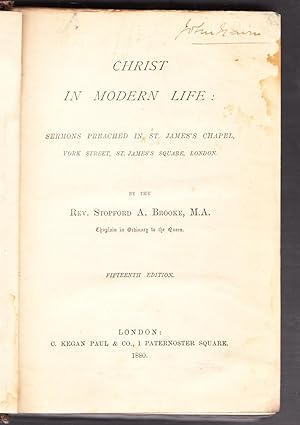 CHRIST
IN MODERN LIFE:
SERMONS PREACHED IN ST. JAMES'S CHAPEL,
YORK STREET, ST. JAMES'S SQUARE, LONDON.
BY THE
REV. STOPFORD A. BROOKE, M.A.
Chaplain in Ordinary to the Queen.
FIFTEENTH EDITION.
LONDON:
C. KEGAN PAUL & CO., 1 PATERNOSTER SQUARE,
1880.